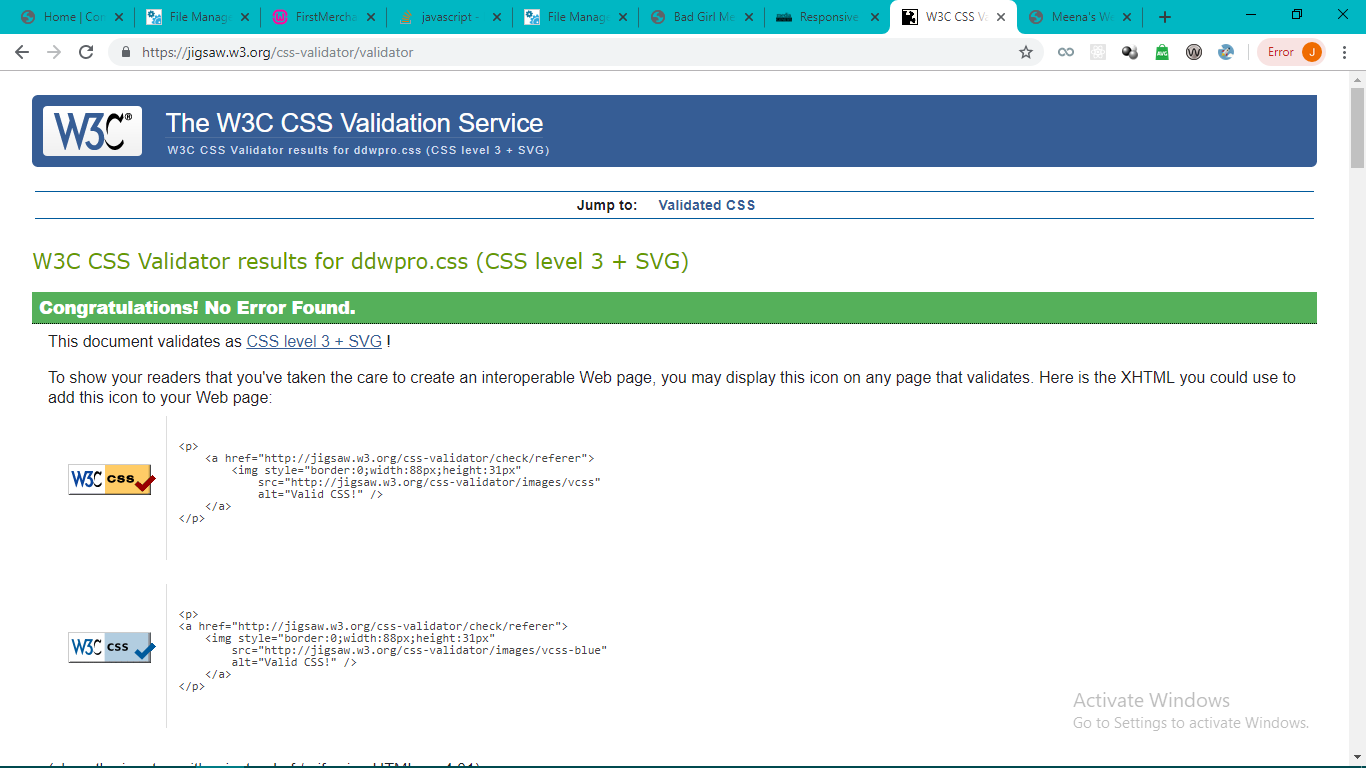 Home | Con
File Manage
FirstMercha
javascript -
File Manage
Bad Girl Me
Responsive
W3C CSS Va
Meena's We
https://jigsaw.w3.org/css-validator/validator
AVG
W
Error
J
W3C®
The W3C CSS Validation Service
W3C CSS Validator results for ddwpro.css (CSS level 3 + SVG)
Jump to: Validated CSS
W3C CSS Validator results for ddwpro.css (CSS level 3 + SVG)
Congratulations! No Error Found.
This document validates as CSS level 3 + SVG !
To show your readers that you've taken the care to create an interoperable Web page, you may display this icon on any page that validates. Here is the XHTML you could use to
add this icon to your Web page:
W3C CSS
<p>
<a href="http://jigsaw.w3.org/css-validator/check/referer">
<img style="border:0;width:88px;height:31px"
src="http://jigsaw.w3.org/css-validator/images/vcss"
alt="Valid CSS!" />
</a>
</p>
W3C CSS
<p>
<a href="http://jigsaw.w3.org/css-validator/check/referer">
<img style="border:0;width:88px;height:31px"
src="http://jigsaw.w3.org/css-validator/images/vcss-blue"
alt="Valid CSS!" />
</a>
</p>
Activate Windows
Go to Settings to activate Windows.